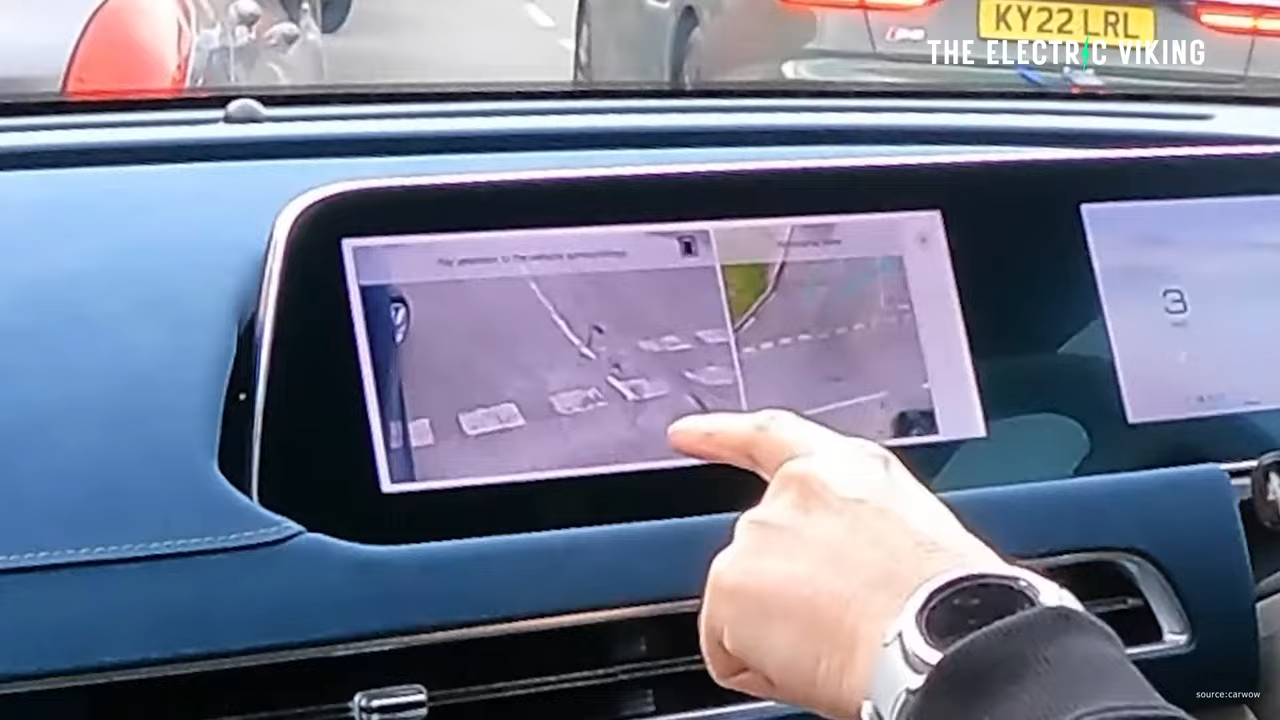 KY22 LRL
THE ELECTRIC VIKING
Pay attention to the vehicle surroundings
3
source:carwow